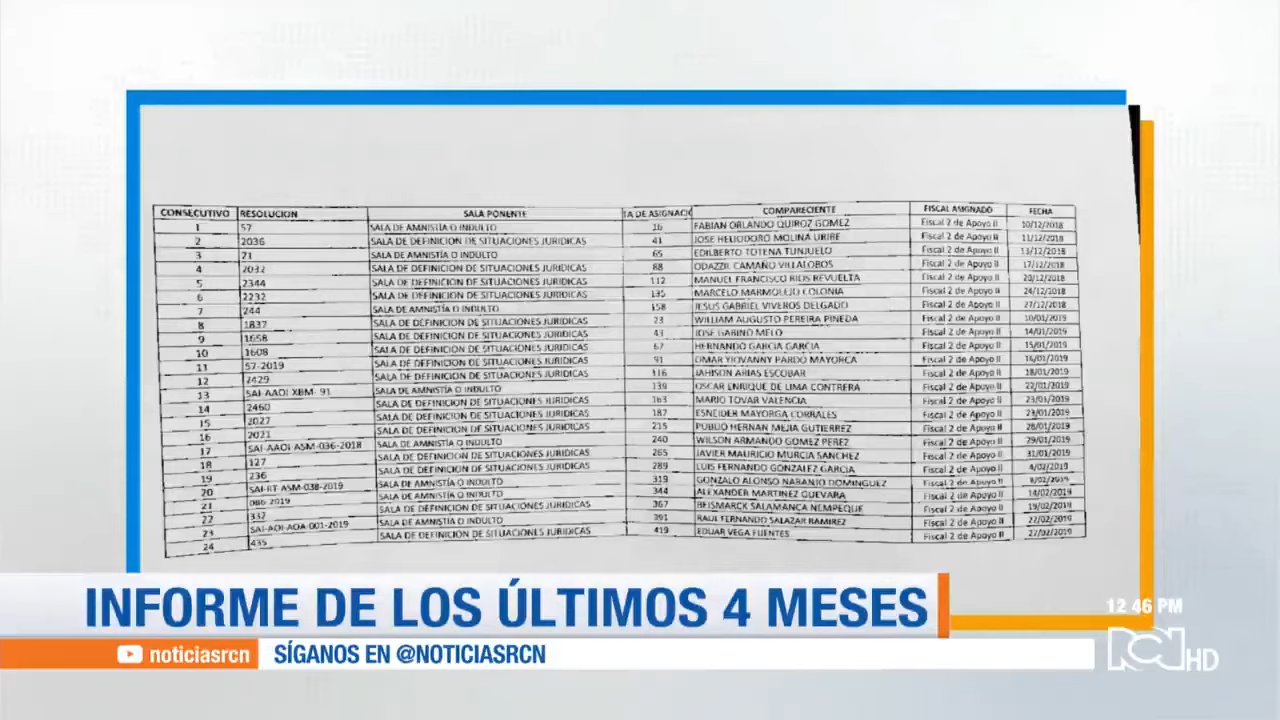 CONSECUTIVO RESOLUCION SALA PONENTE TA DE ASIGNACIO COMPARECIENTE FISCAL ASIGNADO FECHA
1 57 SALA DE AMNISTÍA O INDULTO 16 FABIAN ORLANDO QUIROZ GOMEZ Fiscal 2 de Apoyo II 10/12/2018
2 2036 SALA DE DEFINICION DE SITUACIONES JURIDICAS 41 JOSE HELIODORO MOLINA URIBE Fiscal 2 de Apoyo II 11/12/2018
3 21 SALA DE AMNISTÍA O INDULTO 65 EDILBERTO TOTENA TUNJUELO Fiscal 2 de Apoyo II 13/12/2018
4 2032 SALA DE DEFINICION DE SITUACIONES JURIDICAS 88 ODAZZIL CAMAÑO VILLALOBOS Fiscal 2 de Apoyo II 17/12/2018
5 2344 SALA DE DEFINICION DE SITUACIONES JURIDICAS 112 MANUEL FRANCISCO RIOS REVUELTA Fiscal 2 de Apoyo II 20/12/2018
6 2232 SALA DE DEFINICION DE SITUACIONES JURIDICAS 135 MARCELO MARMOLEJO COLONIA Fiscal 2 de Apoyo II 24/12/2018
7 244 SALA DE AMNISTÍA O INDULTO 158 JESUS GABRIEL VIVEROS DELGADO Fiscal 2 de Apoyo II 27/12/2018
8 1837 SALA DE DEFINICION DE SITUACIONES JURIDICAS 23 WILLIAM AUGUSTO PEREIRA PINEDA Fiscal 2 de Apoyo II 10/01/2019
9 1658 SALA DE DEFINICION DE SITUACIONES JURIDICAS 43 JOSE GABINO MELO Fiscal 2 de Apoyo II 14/01/2019
10 1608 SALA DE DEFINICION DE SITUACIONES JURIDICAS 67 HERNANDO GARCIA GARCIA Fiscal 2 de Apoyo II 15/01/2019
11 57-2019 SALA DE DEFINICION DE SITUACIONES JURIDICAS 91 OMAR YIOVANNY PARDO MAYORCA Fiscal 2 de Apoyo II 16/01/2019
12 2429 SALA DE DEFINICION DE SITUACIONES JURIDICAS 116 JAHISON ARIAS ESCOBAR Fiscal 2 de Apoyo II 18/01/2019
13 SAI-AAOI XBM- 91 SALA DE AMNISTÍA O INDULTO 139 OSCAR ENRIQUE DE LIMA CONTRERA Fiscal 2 de Apoyo II 22/01/2019
14 2460 SALA DE DEFINICION DE SITUACIONES JURIDICAS 163 MARIO TOVAR VALENCIA Fiscal 2 de Apoyo II 23/01/2019
15 2027 SALA DE DEFINICION DE SITUACIONES JURIDICAS 187 ESNEIDER MAYORGA CORRALES Fiscal 2 de Apoyo II 23/01/2019
16 2021 SALA DE DEFINICION DE SITUACIONES JURIDICAS 215 PUBLIO HERNAN MEJIA GUTIERREZ Fiscal 2 de Apoyo II 28/01/2019
17 SAI-AAOI ASM-036-2018 SALA DE AMNISTÍA O INDULTO 240 WILSON ARMANDO GOMEZ PEREZ Fiscal 2 de Apoyo II 29/01/2019
18 127 SALA DE DEFINICION DE SITUACIONES JURIDICAS 265 JAVIER MAURICIO MURCIA SANCHEZ Fiscal 2 de Apoyo II 31/01/2019
19 236 SALA DE DEFINICION DE SITUACIONES JURIDICAS 289 LUIS FERNANDO GONZALEZ GARCIA Fiscal 2 de Apoyo II 4/02/2019
20 SAI-RT ASM-038-2019 SALA DE AMNISTÍA O INDULTO 319 GONZALO ALONSO NARANJO DOMINGUEZ Fiscal 2 de Apoyo II 8/02/2019
21 086 2019 SALA DE AMNISTÍA O INDULTO 344 ALEXANDER MARTINEZ GUEVARA Fiscal 2 de Apoyo II 14/02/2019
22 332 SALA DE DEFINICION DE SITUACIONES JURIDICAS 367 BEISMARCK SALAMANCA NEMPEQUE Fiscal 2 de Apoyo II 19/02/2019
23 SAI-AOI-AOA-001-2019 SALA DE AMNISTÍA O INDULTO 391 RAUL FERNANDO SALAZAR RAMIREZ Fiscal 2 de Apoyo II 22/02/2019
24 435 SALA DE DEFINICION DE SITUACIONES JURIDICAS 419 EDUAR VEGA FUENTES Fiscal 2 de Apoyo II 27/02/2019
INFORME DE LOS ÚLTIMOS 4 MESES
12 46 PM
noticiasrcn SÍGANOS EN @NOTICIASRCN
RCN HD